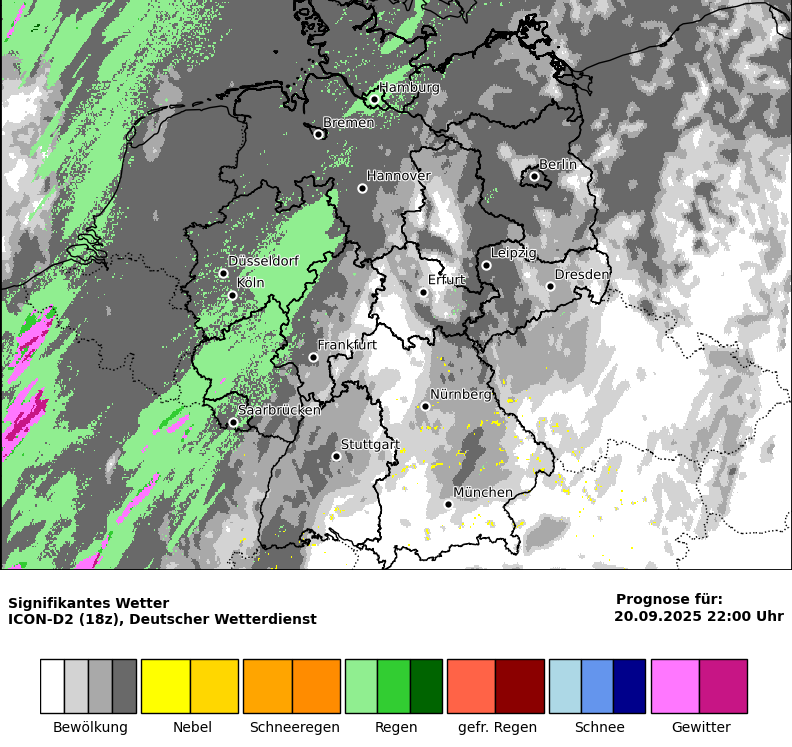 Hamburg
Bremen
Berlin
Hannover
Leipzig
Düsseldorf
Dresden
Köln
Erfurt
Frankfurt
Nürnberg
Saarbrücken
Stuttgart
München
Signifikantes Wetter
ICON-D2 (18z), Deutscher Wetterdienst
Prognose für:
20.09.2025 22:00 Uhr
Bewölkung Nebel Schneeregen Regen gefr. Regen Schnee Gewitter